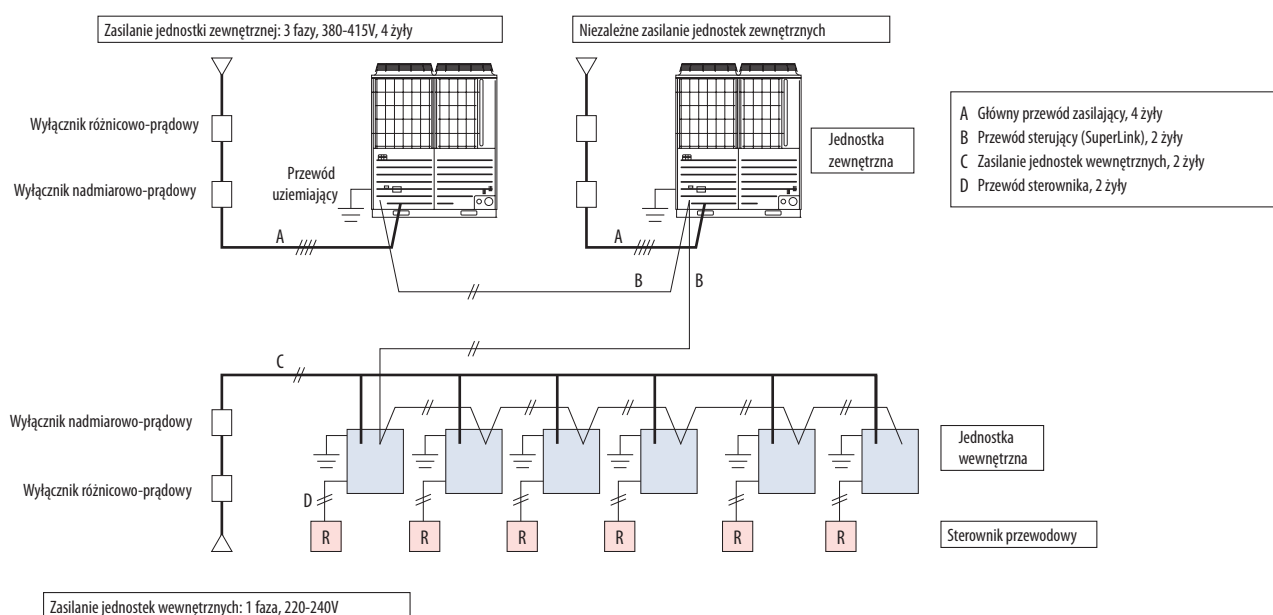 Zasilanie jednostki zewnętrznej: 3 fazy, 380-415V, 4 żyły
Niezależne zasilanie jednostek zewnętrznych
Wyłącznik różnicowo-prądowy
Wyłącznik nadmiarowo-prądowy
Przewód
uziemiający
Jednostka
zewnętrzna
A Główny przewód zasilający, 4 żyły
B Przewód sterujący (SuperLink), 2 żyły
C Zasilanie jednostek wewnętrznych, 2 żyły
D Przewód sterownika, 2 żyły
A
A
B
B
C
Wyłącznik nadmiarowo-prądowy
Wyłącznik różnicowo-prądowy
Jednostka
wewnętrzna
D
R
R
R
R
R
R
Sterownik przewodowy
Zasilanie jednostek wewnętrznych: 1 faza, 220-240V